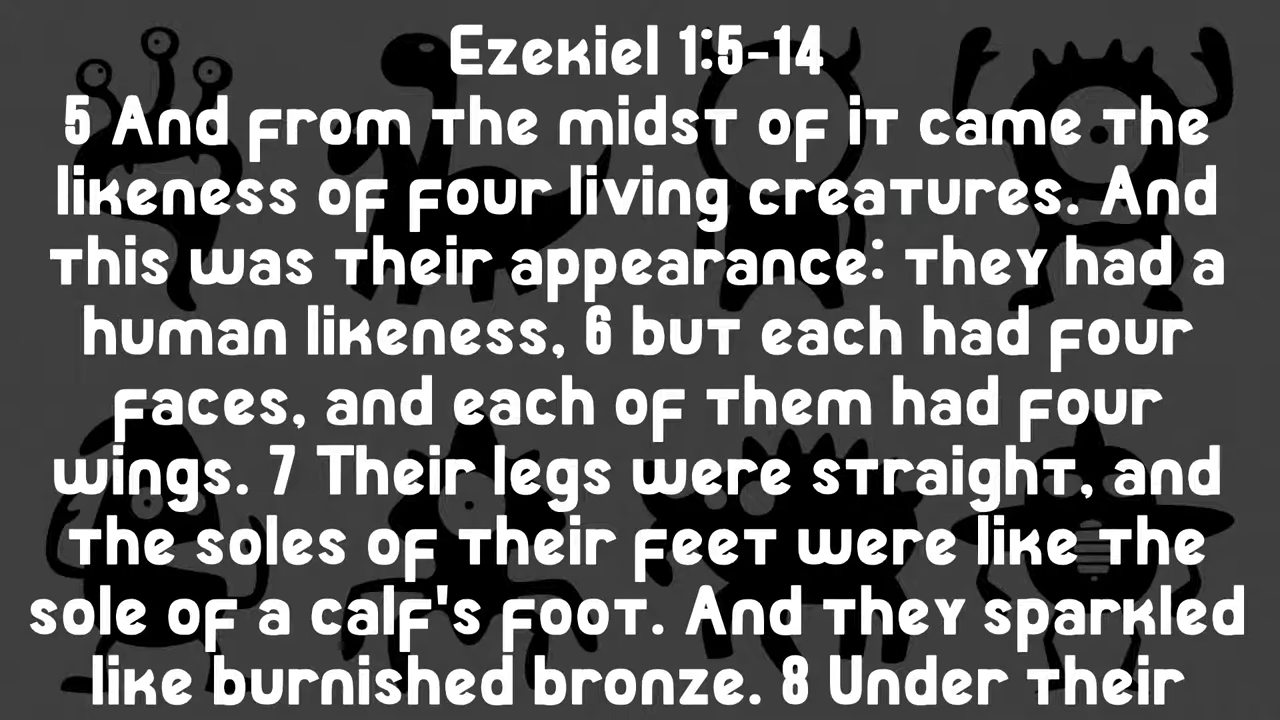 Ezekiel 1:5-14
5 And from the midst of it came the
likeness of four living creatures. And
this was their appearance: they had a
human likeness, 6 but each had four
faces, and each of them had four
wings. 7 Their legs were straight, and
the soles of their feet were like the
sole of a calf's foot. And they sparkled
like burnished bronze. 8 Under their